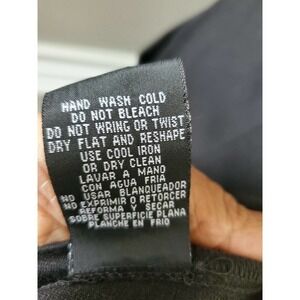 HAND WASH COLD
DO NOT BLEACH
DO NOT WRING OR TWIST
DRY FLAT AND RESHAPE
USE COOL IRON
OR DRY CLEAN
LAVAR A MANO
CON AGUA FRIA
NO USAR BLANQUEADOR
NO EXPRIMIR O RETORCER
REFORMA Y SECAR
SOBRE SUPERFICIE PLANA
PLANCHE EN FRIO